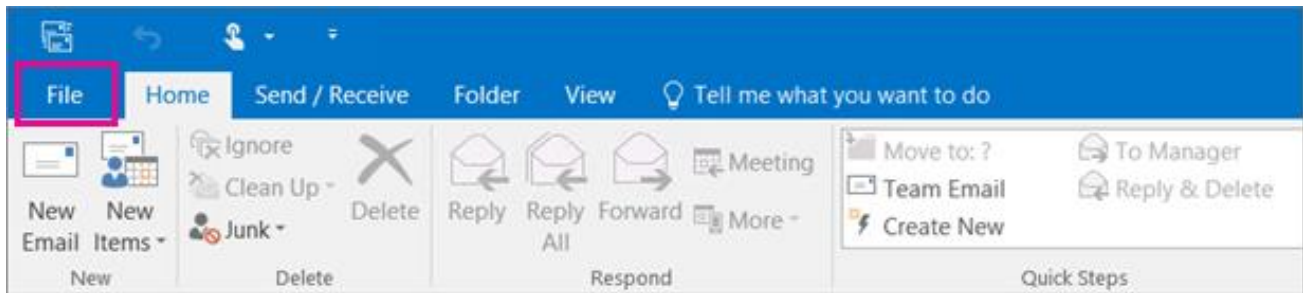 File Home Send / Receive Folder View Tell me what you want to do
Ignore
Clean Up
Junk
Delete
New Email
New Items
Reply
Reply All
Forward
Meeting
More
Move to: ?
Team Email
Create New
To Manager
Reply & Delete
New Delete Respond Quick Steps